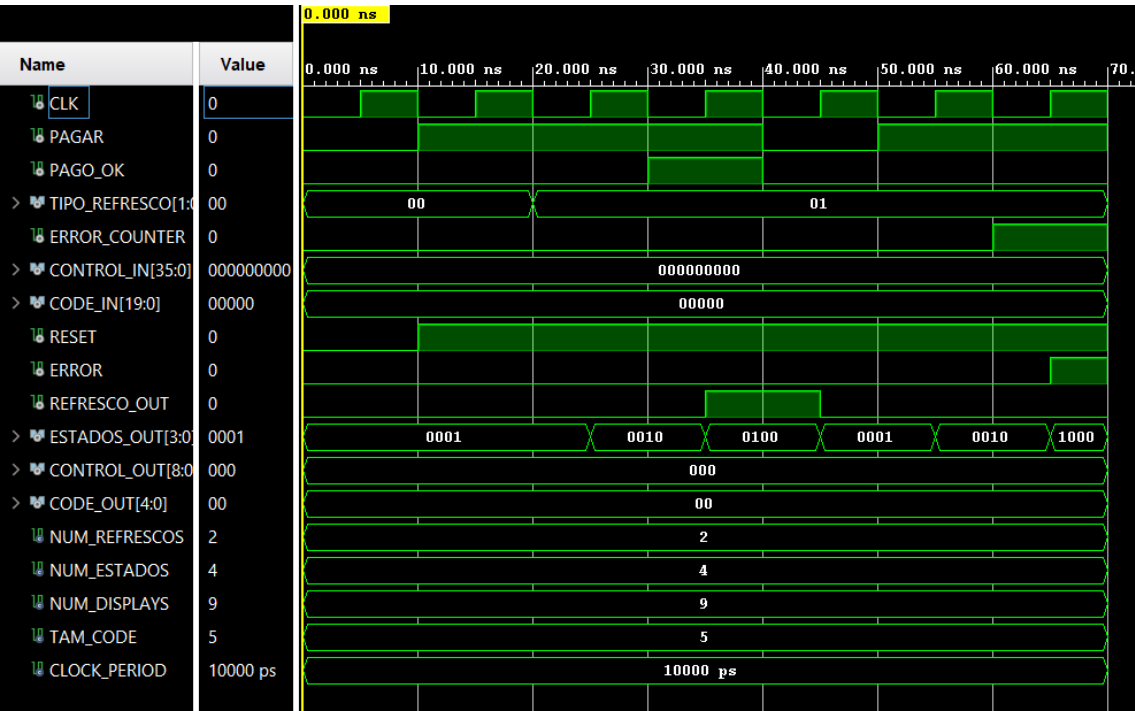 0.000 ns
Name Value 0.000 ns 10.000 ns 20.000 ns 30.000 ns 40.000 ns 50.000 ns 60.000 ns 70.
CLK 0
PAGAR 0
PAGO_OK 0
TIPO_REFRESCO[1:0 00 00 01
ERROR_COUNTER 0
CONTROL_IN[35:0] 000000000 000000000
CODE_IN[19:0] 00000 00000
RESET 0
ERROR 0
REFRESCO_OUT 0
ESTADOS_OUT[3:0] 0001 0001 0010 0100 0001 0010 1000
CONTROL_OUT[8:0 000 000
CODE_OUT[4:0] 00 00
NUM_REFRESCOS 2 2
NUM_ESTADOS 4 4
NUM_DISPLAYS 9 9
TAM_CODE 5 5
CLOCK_PERIOD 10000 ps 10000 ps